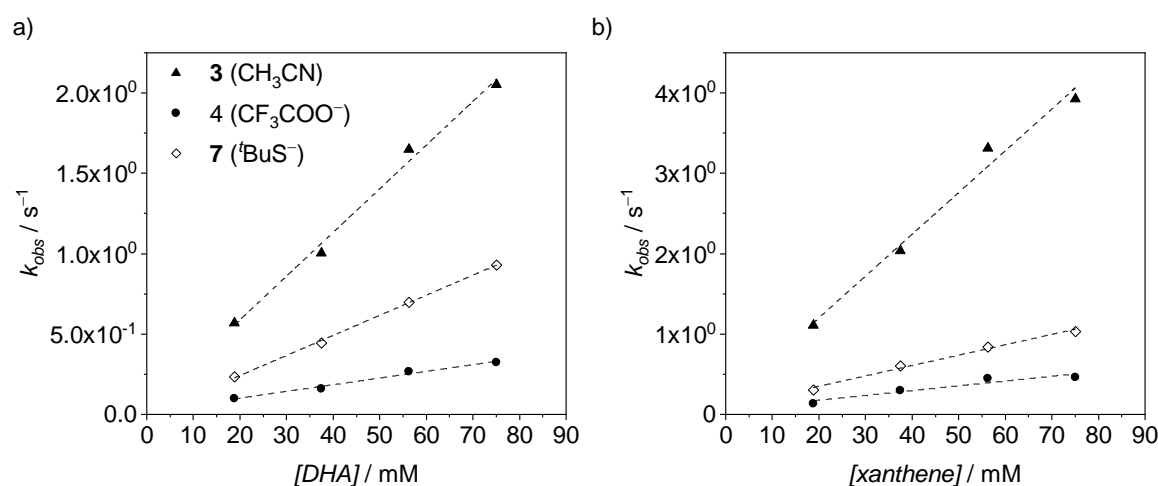 a)
3 (CH₃CN)
4 (CF₃COO⁻)
7 (ᵗBuS⁻)
2.0x10⁰
1.5x10⁰
1.0x10⁰
5.0x10⁻¹
0.0
k_obs / s⁻¹
0 10 20 30 40 50 60 70 80 90
[DHA] / mM
b)
4x10⁰
3x10⁰
2x10⁰
1x10⁰
0
k_obs / s⁻¹
0 10 20 30 40 50 60 70 80 90
[xanthene] / mM